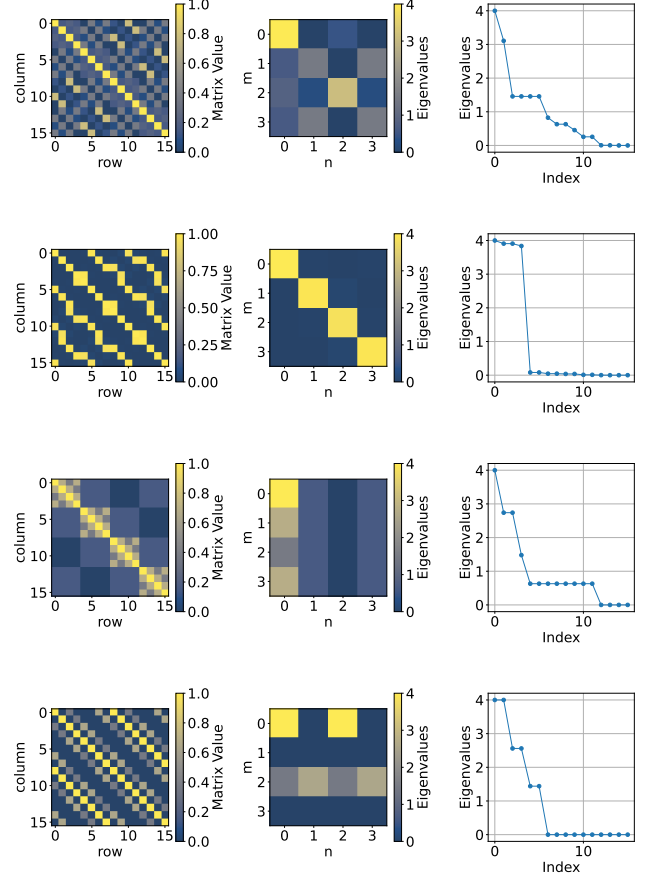 0 5 10 15
column
0 5 10 15
row
1.0 0.8 0.6 0.4 0.2 0.0
Matrix Value
0 1 2 3
m
0 1 2 3
n
4 3 2 1 0
Eigenvalues
4 3 2 1 0
Eigenvalues
0 10
Index
0 5 10 15
column
0 5 10 15
row
1.00 0.75 0.50 0.25 0.00
Matrix Value
0 1 2 3
m
0 1 2 3
n
4 3 2 1 0
Eigenvalues
4 3 2 1 0
Eigenvalues
0 10
Index
0 5 10 15
column
0 5 10 15
row
1.0 0.8 0.6 0.4 0.2 0.0
Matrix Value
0 1 2 3
m
0 1 2 3
n
4 3 2 1 0
Eigenvalues
4 3 2 1 0
Eigenvalues
0 10
Index
0 5 10 15
column
0 5 10 15
row
1.0 0.8 0.6 0.4 0.2 0.0
Matrix Value
0 1 2 3
m
0 1 2 3
n
4 3 2 1 0
Eigenvalues
4 3 2 1 0
Eigenvalues
0 10
Index